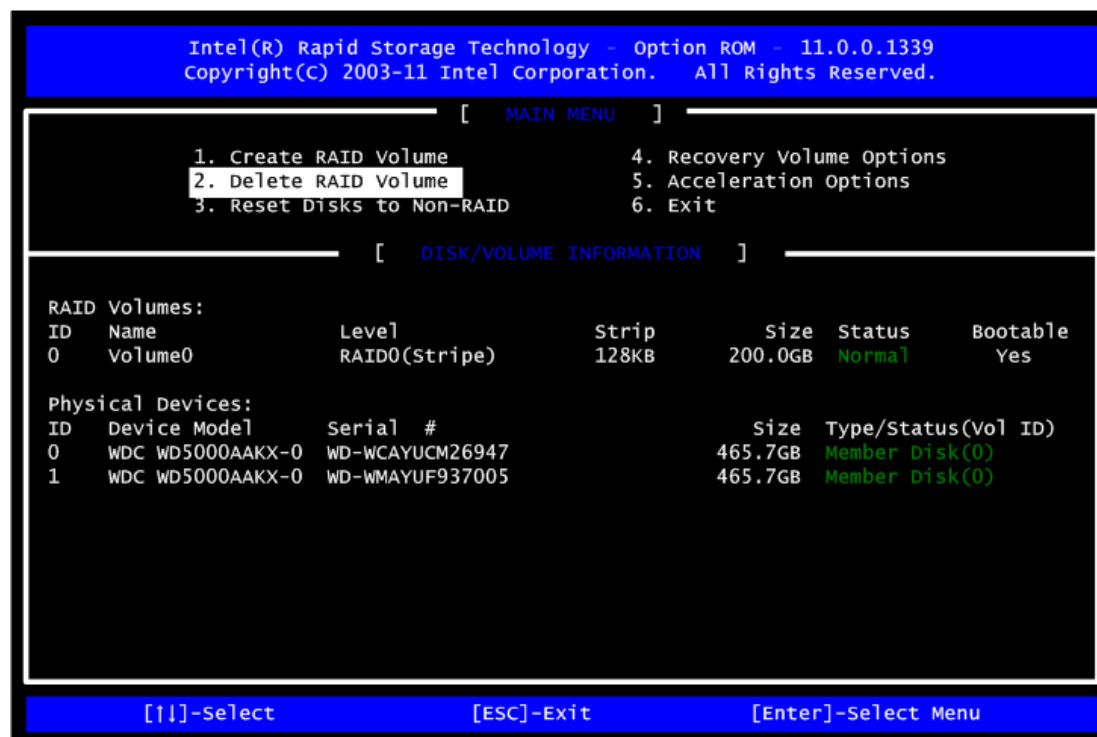 Intel(R) Rapid Storage Technology - Option ROM - 11.0.0.1339
Copyright(C) 2003-11 Intel Corporation. All Rights Reserved.
[ MAIN MENU ]
1. Create RAID Volume 4. Recovery Volume Options
2. Delete RAID Volume 5. Acceleration Options
3. Reset Disks to Non-RAID 6. Exit
[ DISK/VOLUME INFORMATION ]
RAID Volumes:
ID Name Level Strip Size Status Bootable
0 Volume0 RAID0(Stripe) 128KB 200.0GB Normal Yes
Physical Devices:
ID Device Model Serial # Size Type/Status(Vol ID)
0 WDC WD5000AAKX-0 WD-WCAYUCM26947 465.7GB Member Disk(0)
1 WDC WD5000AAKX-0 WD-WMAYUF937005 465.7GB Member Disk(0)
[↑↓]-Select [ESC]-Exit [Enter]-Select Menu